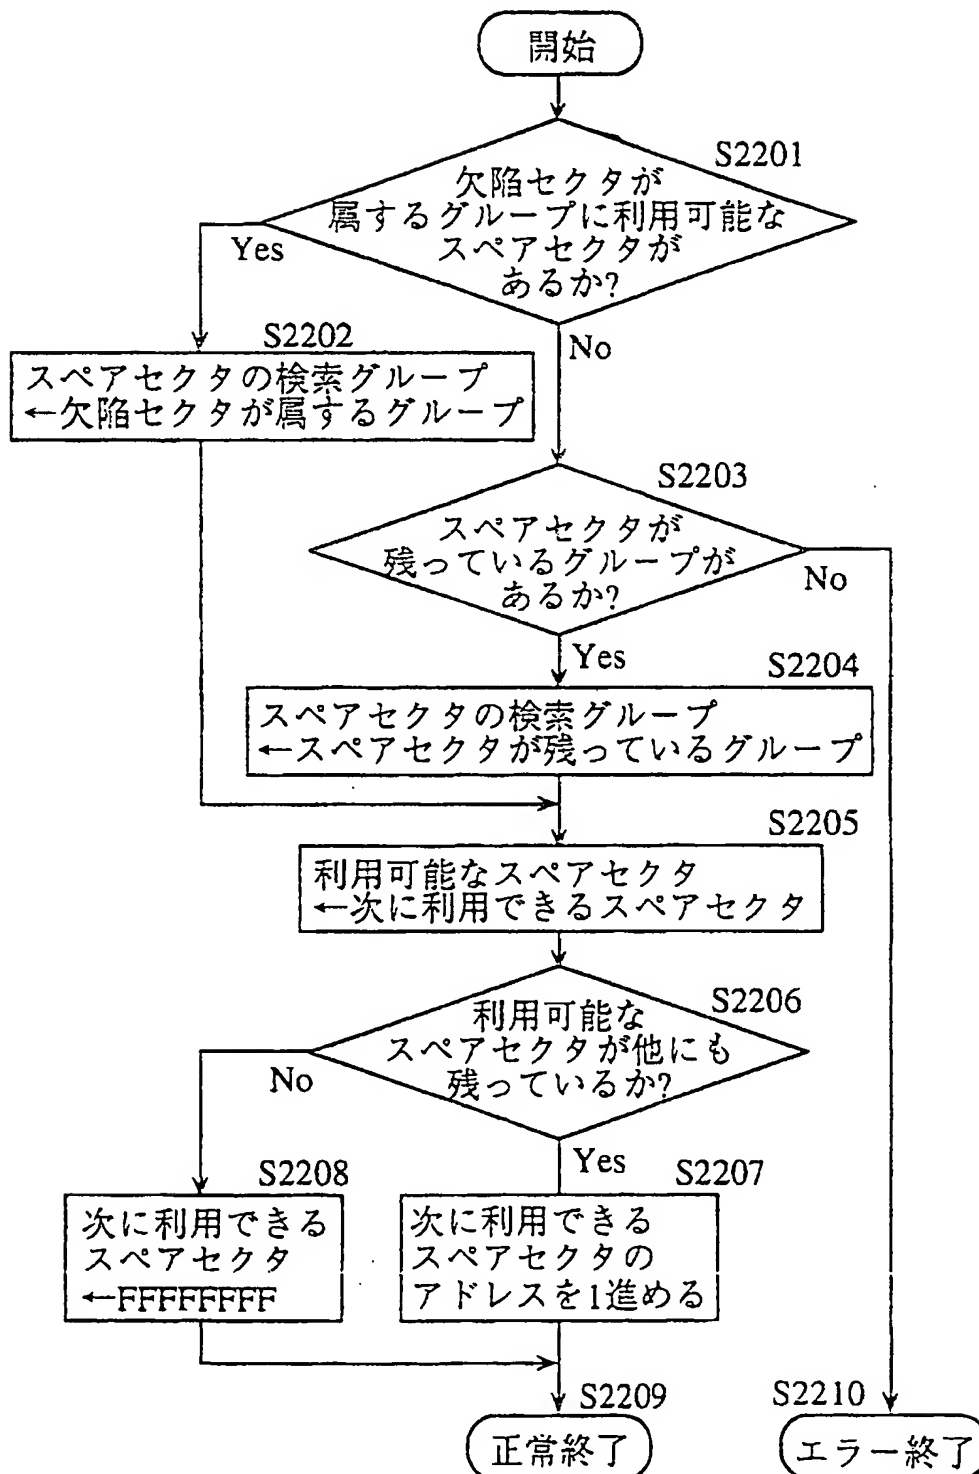 開始
S2201
欠陥セクタが
属するグループに利用可能な
スペアセクタが
あるか?
Yes
No
S2202
スペアセクタの検索グループ
←欠陥セクタが属するグループ
S2203
スペアセクタが
残っているグループが
あるか?
No
Yes
S2204
スペアセクタの検索グループ
←スペアセクタが残っているグループ
S2205
利用可能なスペアセクタ
←次に利用できるスペアセクタ
S2206
利用可能な
スペアセクタが他にも
残っているか?
No
Yes
S2208
次に利用できる
スペアセクタ
←FFFFFFFF
S2207
次に利用できる
スペアセクタの
アドレスを1進める
S2209
正常終了
S2210
エラー終了